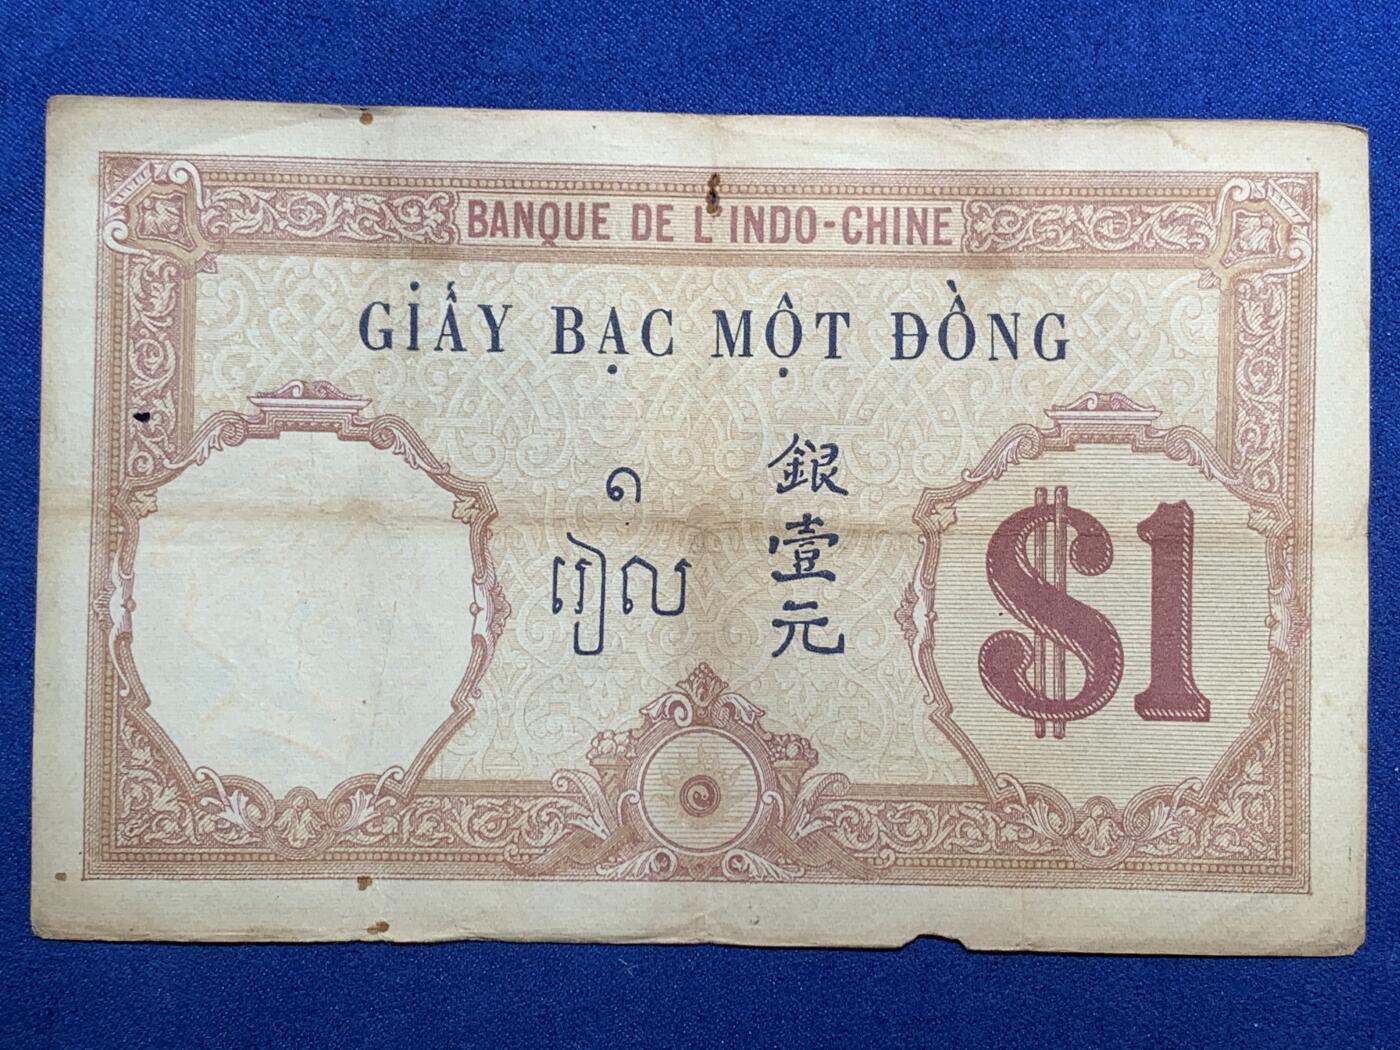 BANQUE DE L'INDO-CHINE
GIẤY BẠC MỘT ĐỒNG
១
រៀល
銀壹元
$1